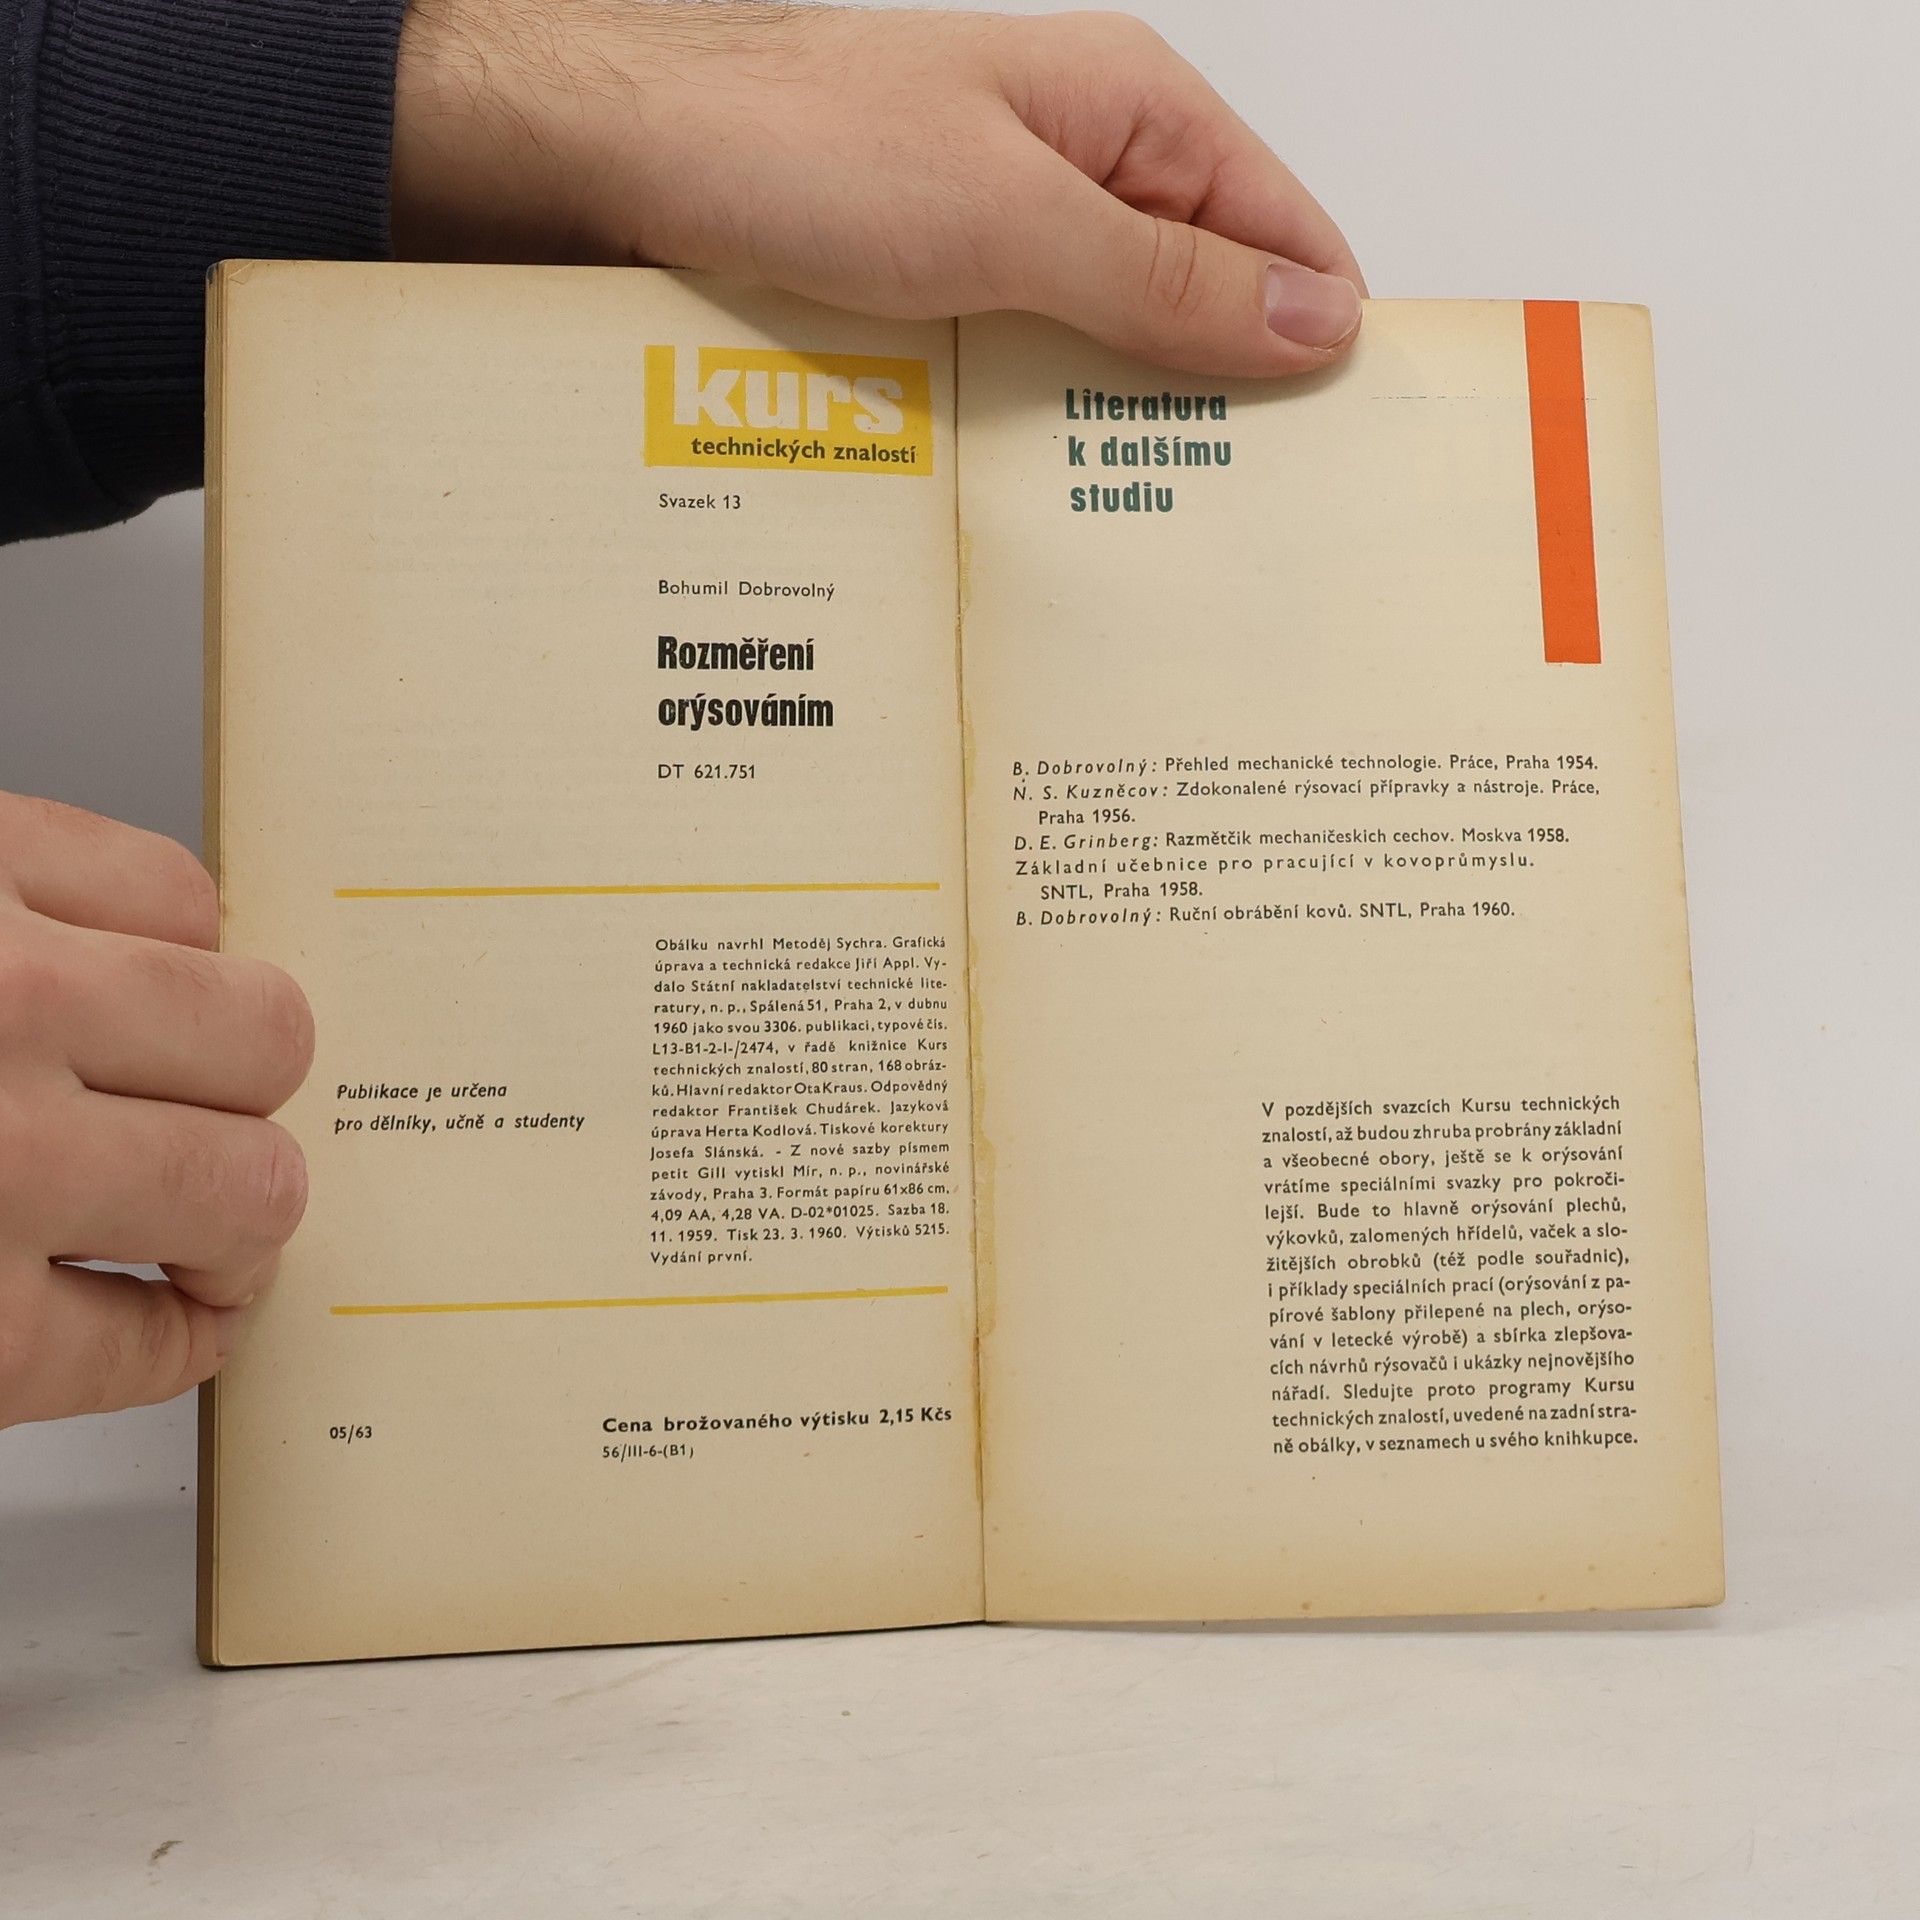 kurs
technických znalostí
Svazek 13
Bohumil Dobrovolný
Rozměření
orýsováním
DT 621.751
Obálku navrhl Metoděj Sychra. Grafická
úprava a technická redakce Jiří Appl. Vy-
dalo Státní nakladatelství technické lite-
ratury, n. p., Spálená 51, Praha 2, v dubnu
1960 jako svou 3306. publikaci, typové čís.
L13-B1-2-I-/2474, v řadě knižnice Kurs
technických znalostí, 80 stran, 168 obráz-
ků. Hlavní redaktor Ota Kraus. Odpovědný
redaktor František Chudárek. Jazyková
úprava Herta Kodlová. Tiskové korektury
Josefa Slánská. - Z nové sazby písmem
petit Gill vytiskl Mír, n. p., novinářské
závody, Praha 3. Formát papíru 61x86 cm.
4,09 AA, 4,28 VA. D-02*01025. Sazba 18.
11. 1959. Tisk 23. 3. 1960. Výtisků 5215.
Vydání první.
Publikace je určena
pro dělníky, učně a studenty
05/63
Cena brožovaného výtisku 2,15 Kčs
56/III-6-(B1)
Literatura
k dalšímu
studiu
B. Dobrovolný: Přehled mechanické technologie. Práce, Praha 1954.
N. S. Kuzněcov: Zdokonalené rýsovací přípravky a nástroje. Práce,
Praha 1956.
D. E. Grinberg: Razmětčik mechaničeskich cechov. Moskva 1958.
Základní učebnice pro pracující v kovoprůmyslu.
SNTL, Praha 1958.
B. Dobrovolný: Ruční obrábění kovů. SNTL, Praha 1960.
V pozdějších svazcích Kursu technických
znalostí, až budou zhruba probrány základní
a všeobecné obory, ještě se k orýsování
vrátíme speciálními svazky pro pokroči-
lejší. Bude to hlavně orýsování plechů,
výkovků, zalomených hřídelů, vaček a slo-
žitějších obrobků (též podle souřadnic),
i příklady speciálních prací (orýsování z pa-
pírové šablony přilepené na plech, orýso-
vání v letecké výrobě) a sbírka zlepšova-
cích návrhů rýsovačů i ukázky nejnovějšího
nářadí. Sledujte proto programy Kursu
technických znalostí, uvedené na zadní stra-
ně obálky, v seznamech u svého knihkupce.